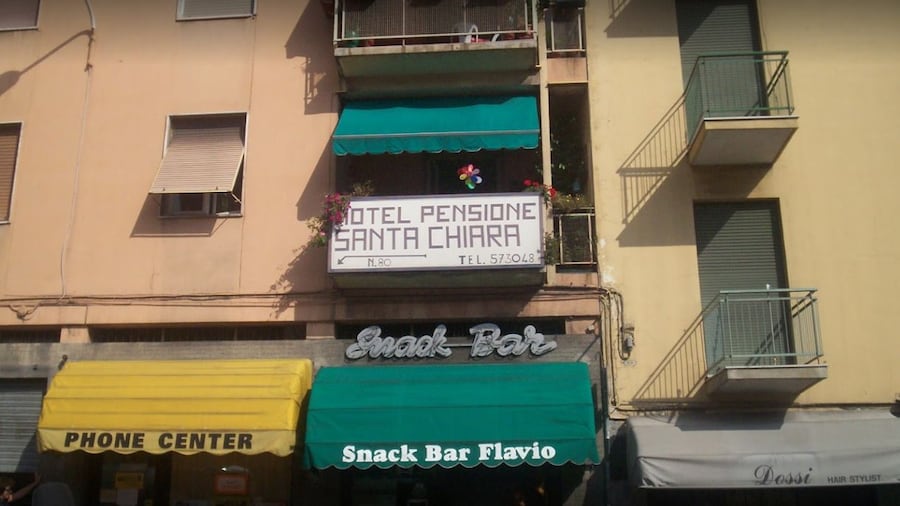 HOTEL PENSIONE
SANTA CHIARA
N.80 TEL. 573048
Snack Bar
PHONE CENTER
Snack Bar Flavio
Dossi HAIR STYLIST